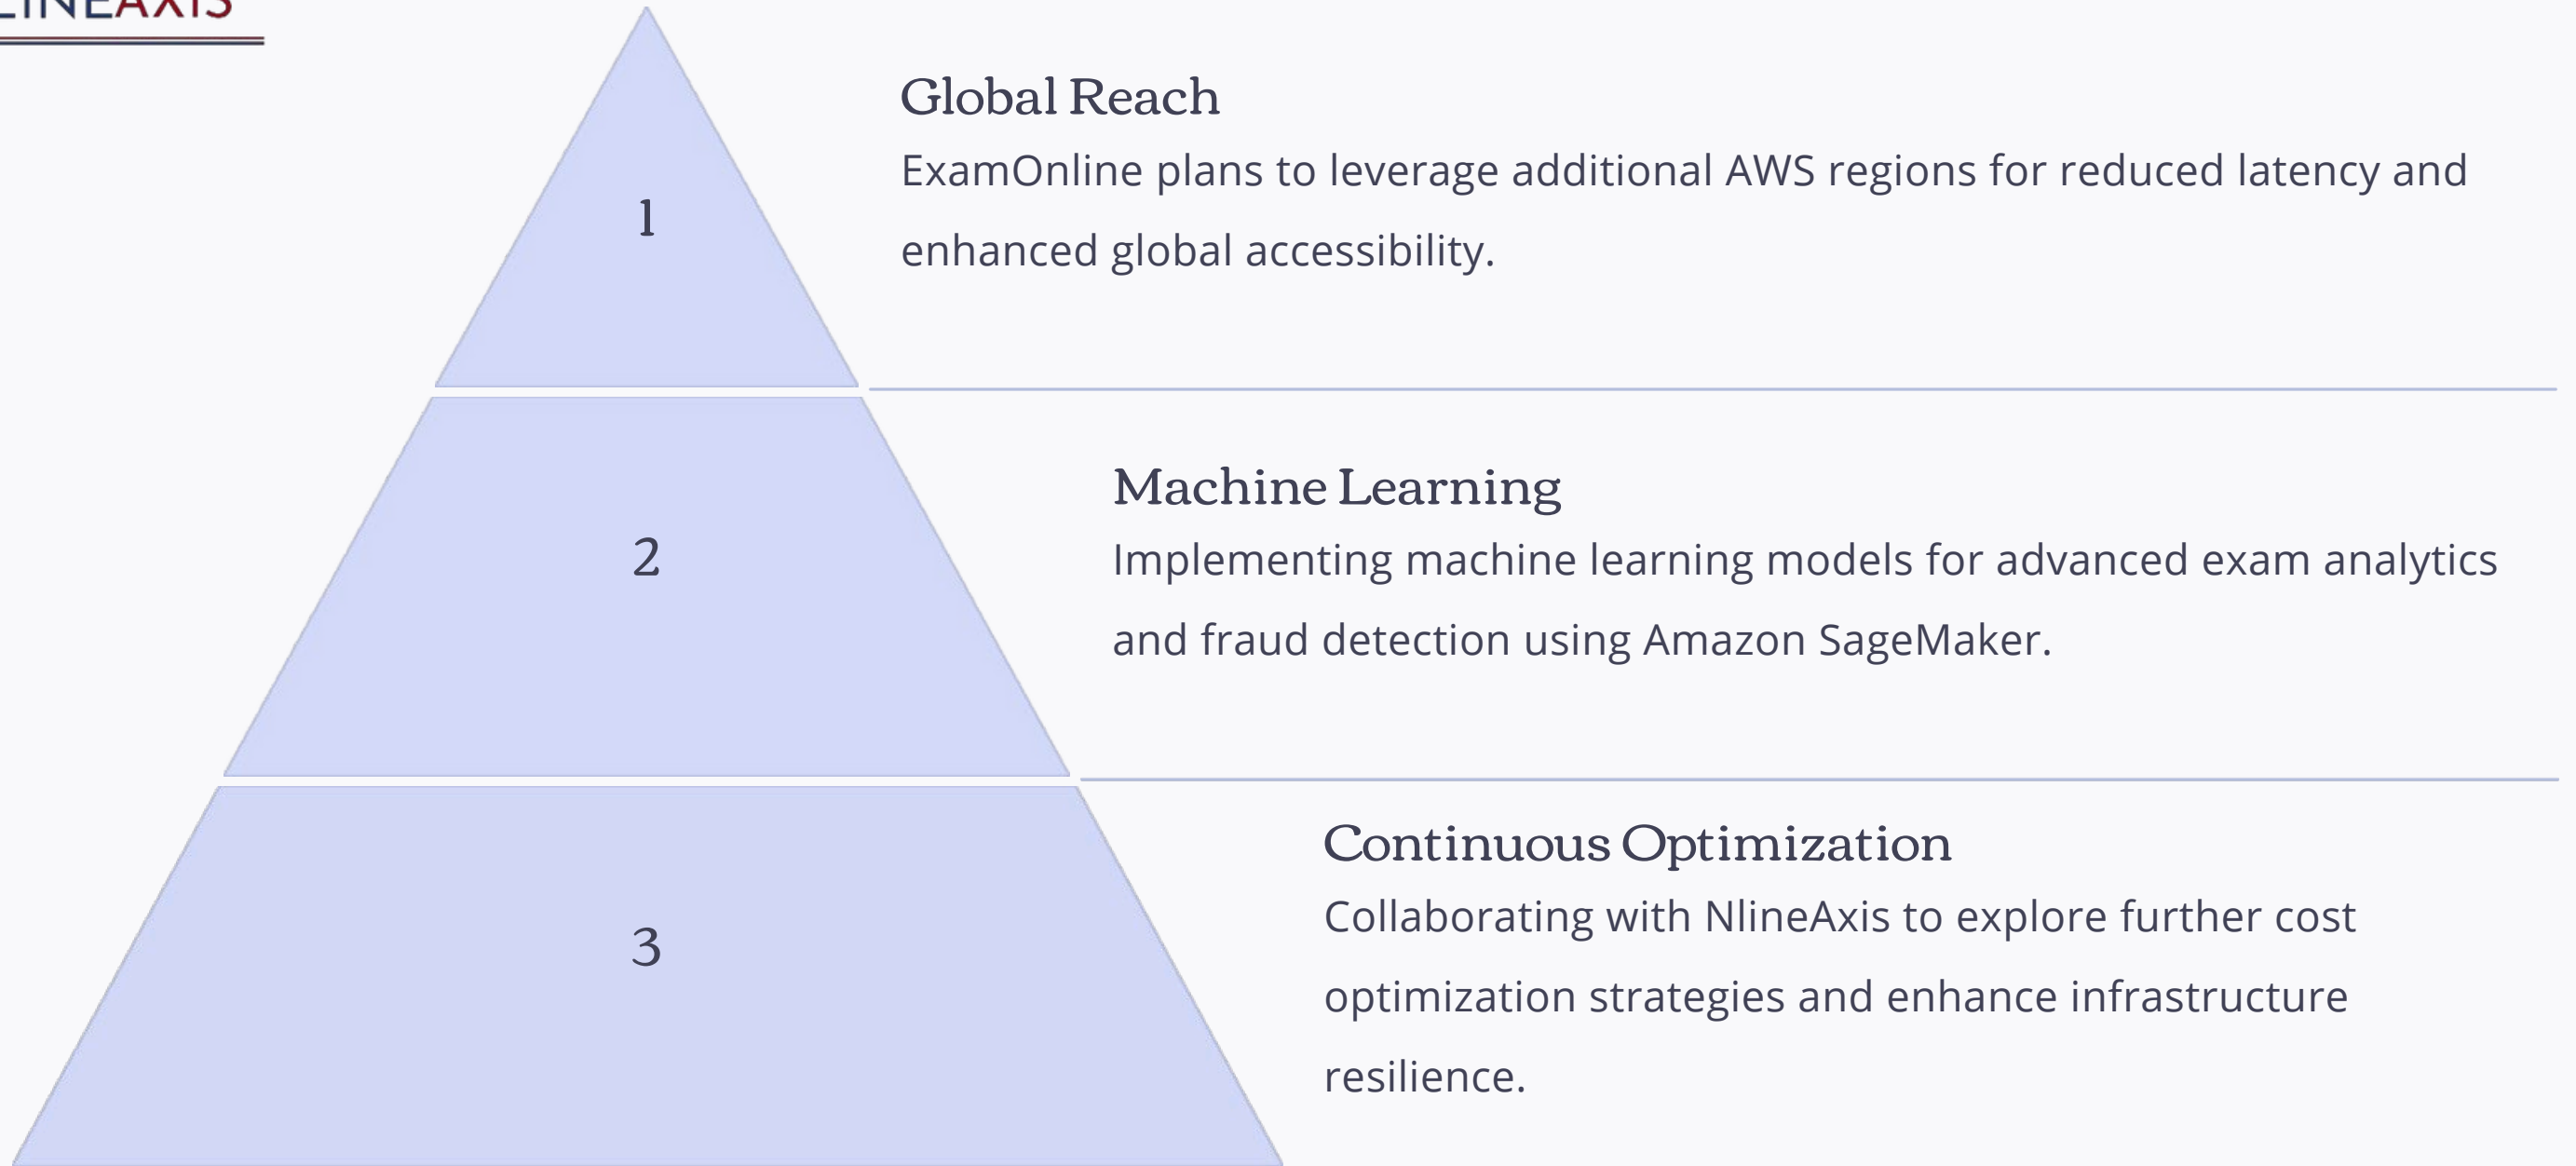 LINEAXIS
Global Reach
ExamOnline plans to leverage additional AWS regions for reduced latency and
enhanced global accessibility.
1
Machine Learning
Implementing machine learning models for advanced exam analytics
and fraud detection using Amazon SageMaker.
2
Continuous Optimization
Collaborating with NlineAxis to explore further cost
optimization strategies and enhance infrastructure
resilience.
3